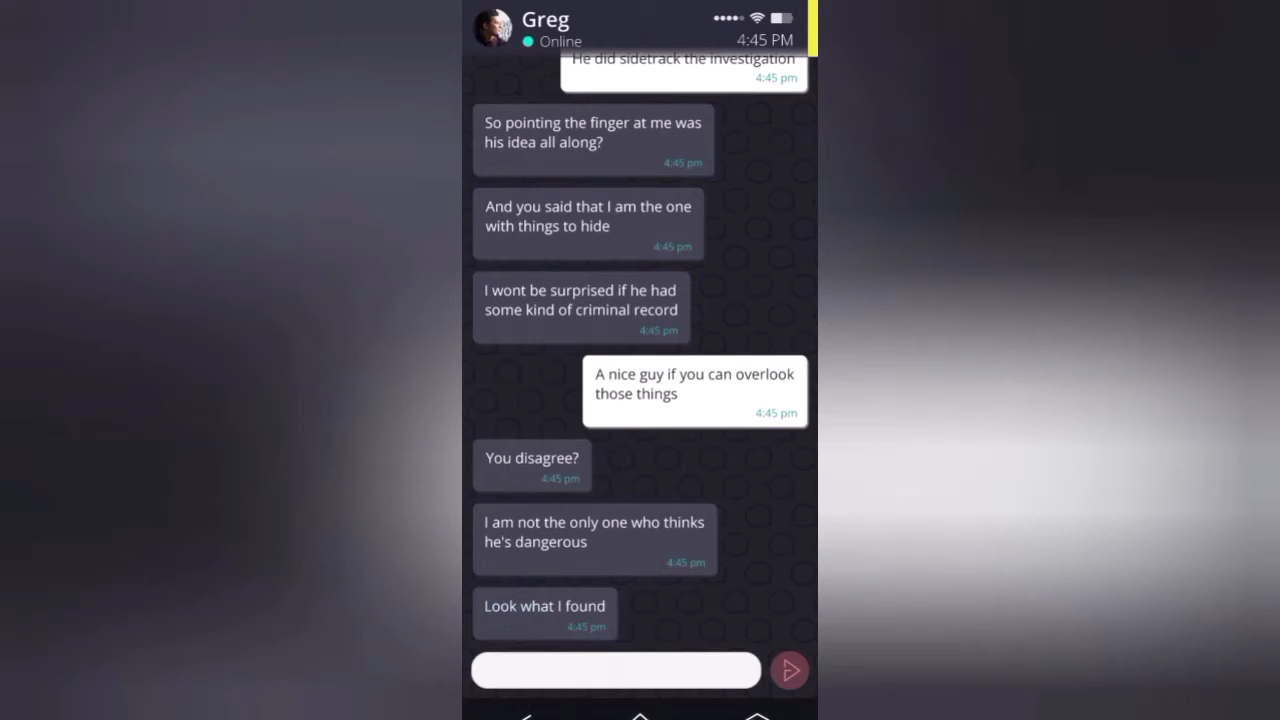 Greg
Online
4:45 PM
He did sidetrack the investigation
4:45 pm
So pointing the finger at me was
his idea all along?
4:45 pm
And you said that I am the one
with things to hide
4:45 pm
I wont be surprised if he had
some kind of criminal record
4:45 pm
A nice guy if you can overlook
those things
4:45 pm
You disagree?
4:45 pm
I am not the only one who thinks
he's dangerous
4:45 pm
Look what I found
4:45 pm